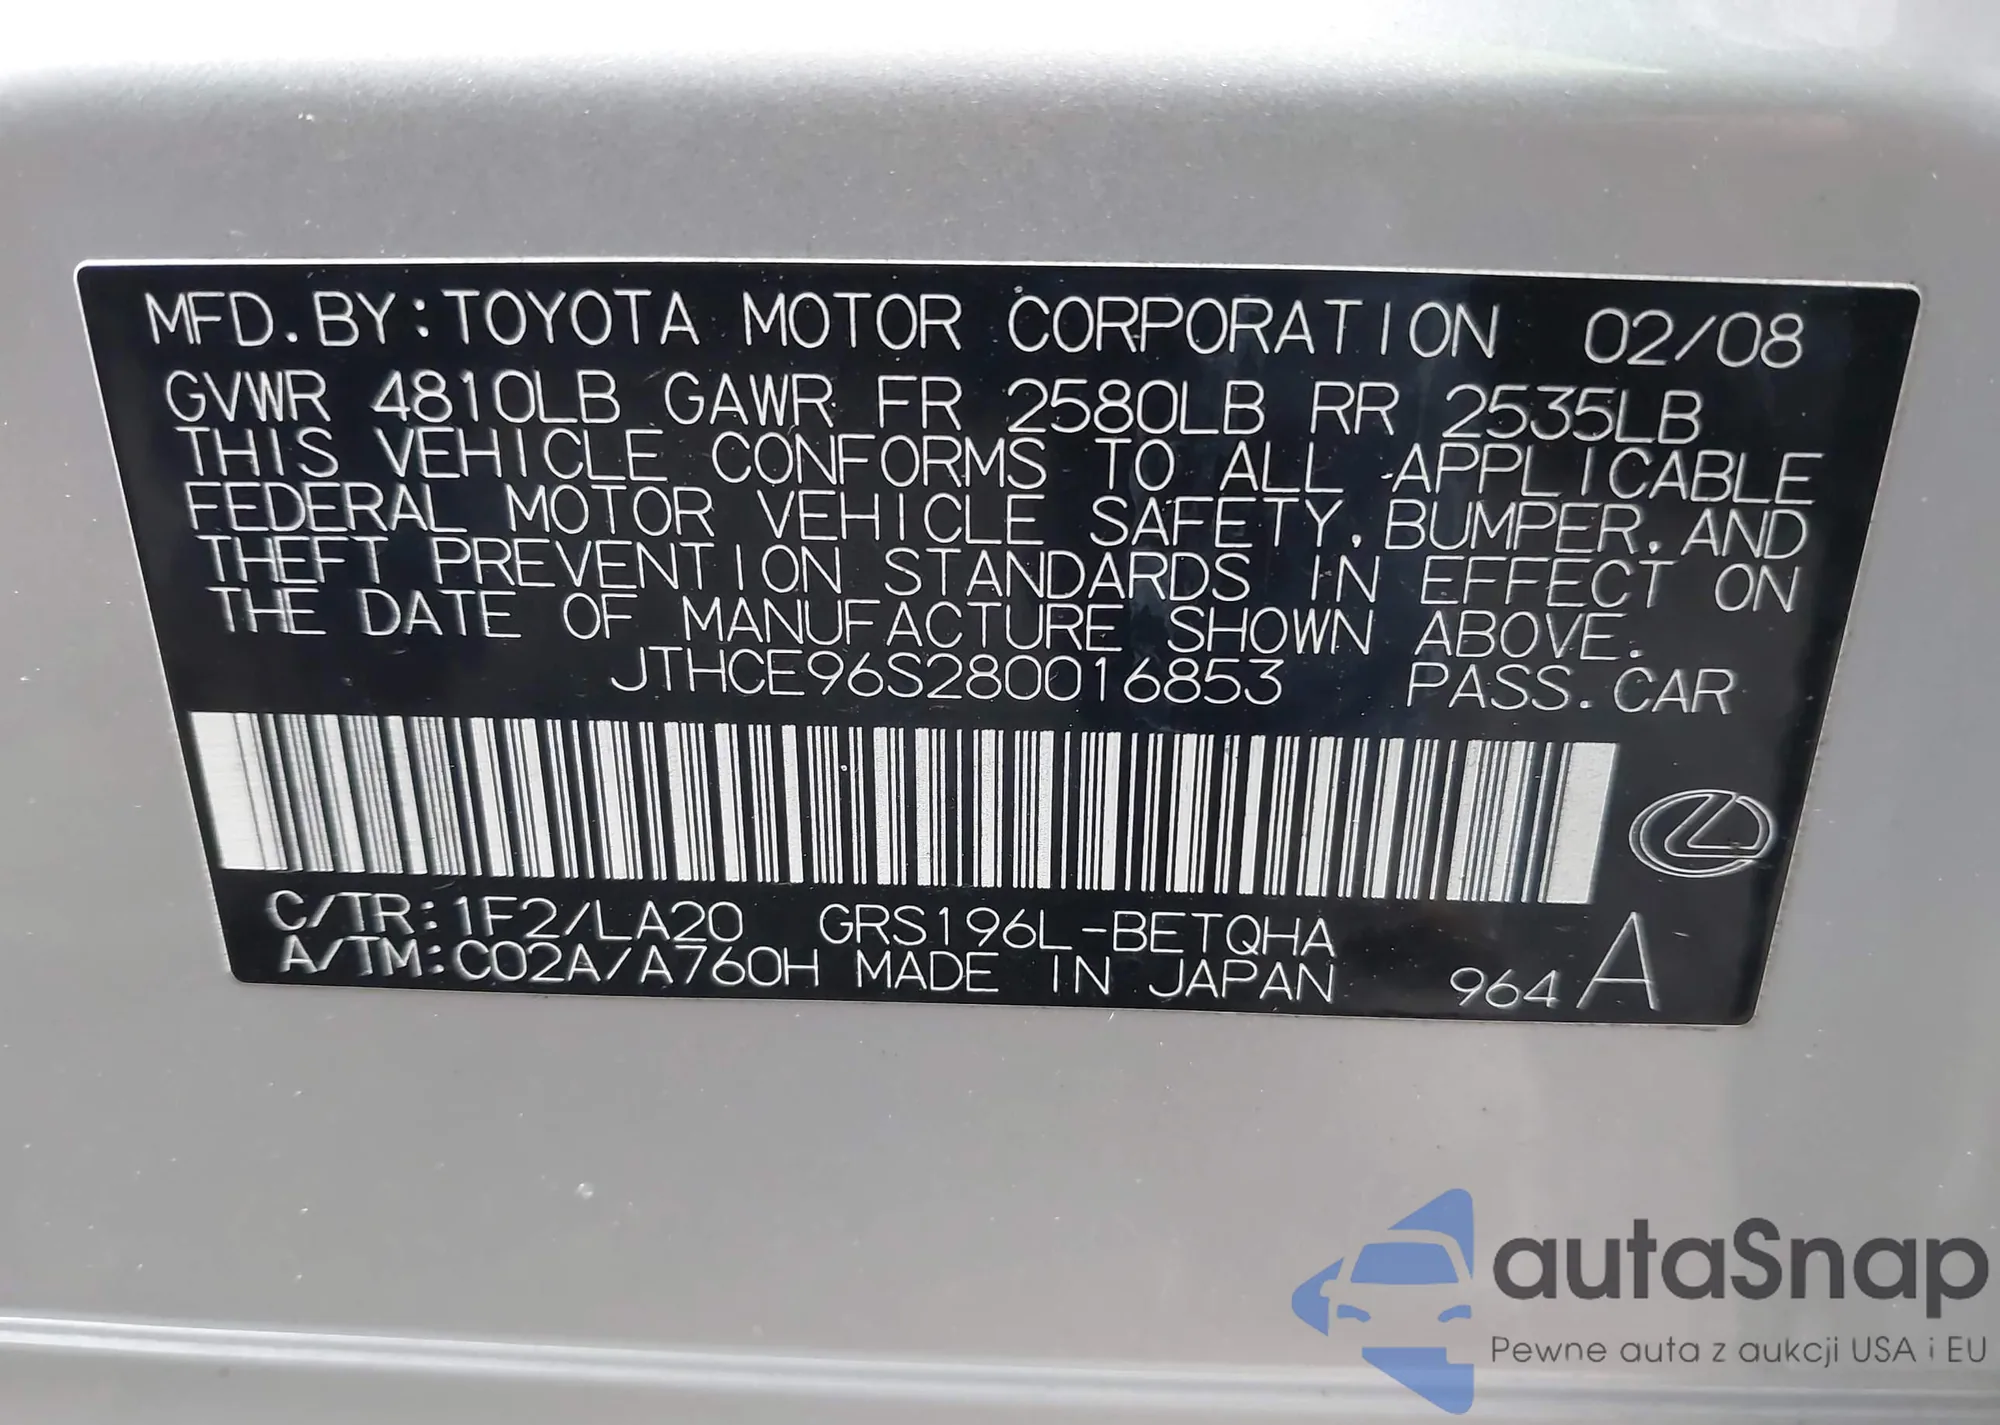 MFD.BY:TOYOTA MOTOR CORPORATION 02/08
GVWR 4810LB GAWR FR 2580LB RR 2535LB
THIS VEHICLE CONFORMS TO ALL APPLICABLE
FEDERAL MOTOR VEHICLE SAFETY,BUMPER,AND
THEFT PREVENTION STANDARDS IN EFFECT ON
THE DATE OF MANUFACTURE SHOWN ABOVE.
JTHCE96S280016853 PASS.CAR
C/TR:1F2/LA20 GRS196L-BETQHA
A/TM:C02A/A760H MADE IN JAPAN 964 A
autaSnap
Pewne auta z aukcji USA i EU